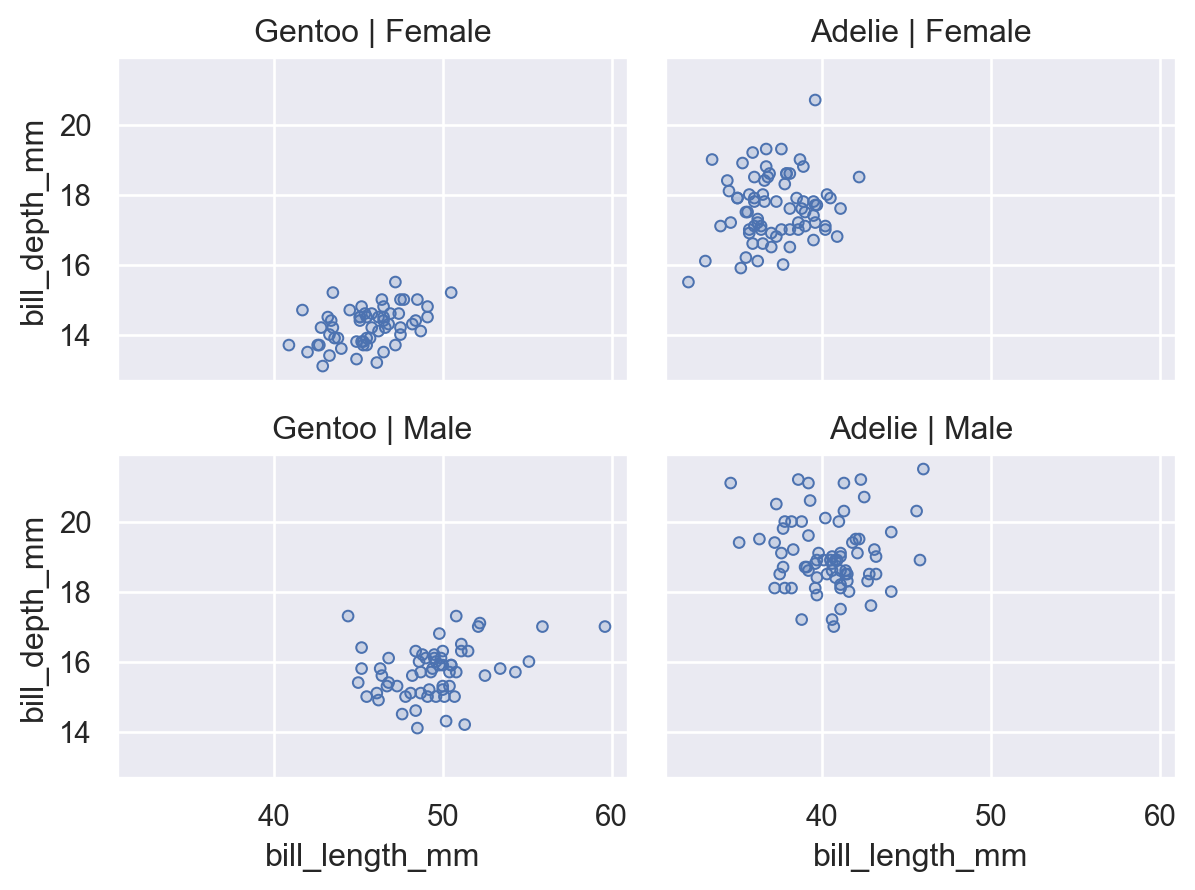 Gentoo | Female
Adelie | Female
bill_depth_mm
20
18
16
14
Gentoo | Male
Adelie | Male
bill_depth_mm
20
18
16
14
40 50 60
40 50 60
bill_length_mm
bill_length_mm